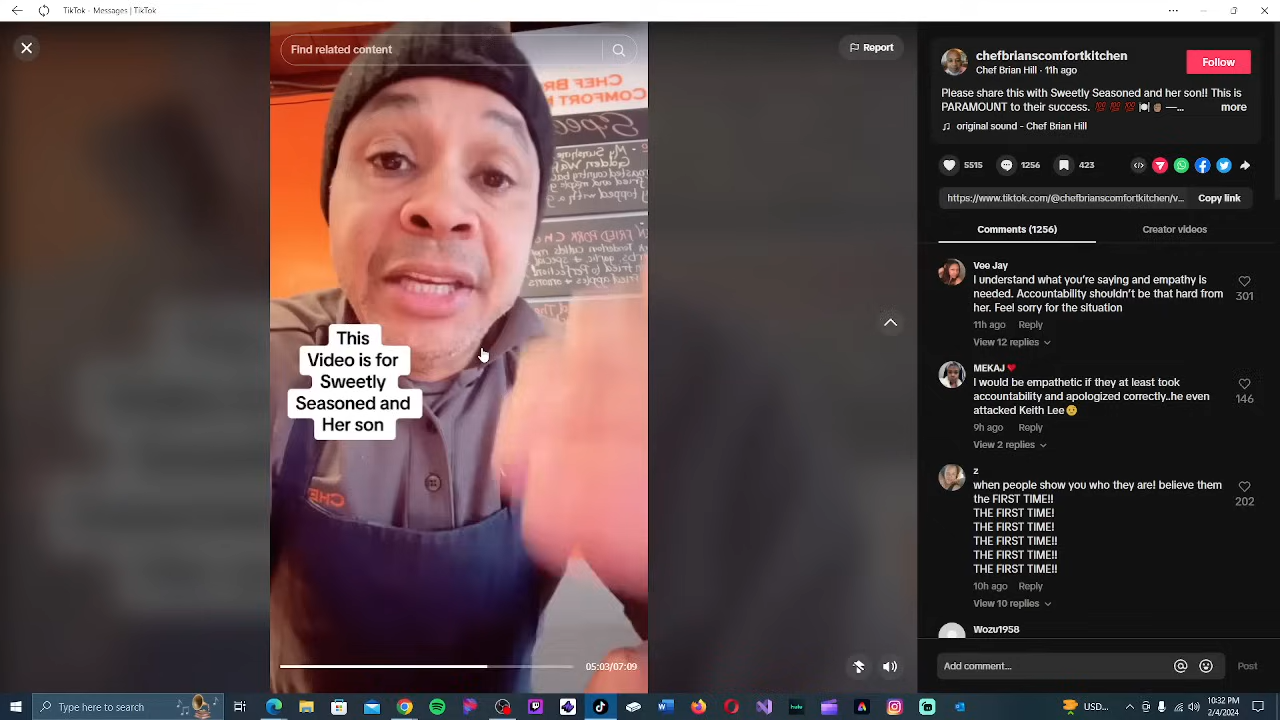 TikTok - Messages | TikTok
Find related content
Report
CHEF BR
COMFORT
This
Video is for
Sweetly
Seasoned and
Her son
05:03/07:09
chefbrianscomfortkitchen
Chef Brian Hill · 11h ago
Follow
Please share this with Sweetly Seasoned and her son!! This is
PARAMOUNT to their success. 💯 💯 💯 🍽️ ✊🏽 — ... more
♫ original sound - Chef Brian Hill
5515
1256
423
https://www.tiktok.com/@chefbrianscomfortkitchen/v...
Copy link
Comments (1256)
Creator videos
Vee Jay
I understand what you're saying and empathy is
needed. Accountability shouldn't be that hard from
her. Feel sorry for the situation
301
11h ago Reply
View 12 replies
MEKAJ❤️
I would be empathetic if they at least took
accountability correctly..he even
attacked Lee🥴
146
9h ago Reply
View 2 replies
z
when people show you who they are! believe them
the FIRST TIME!!
THE FIRST TIME!
THE FIRST TIME!
THE FIRST TIME!!
THE FIRST TIME!!
THE FIRST TIME!!
202
10h ago Reply
View 10 replies
Wozu1958
Add comment...
Post
Type here to search
hulu
USD/JPY
10:32 PM
2/4/2024